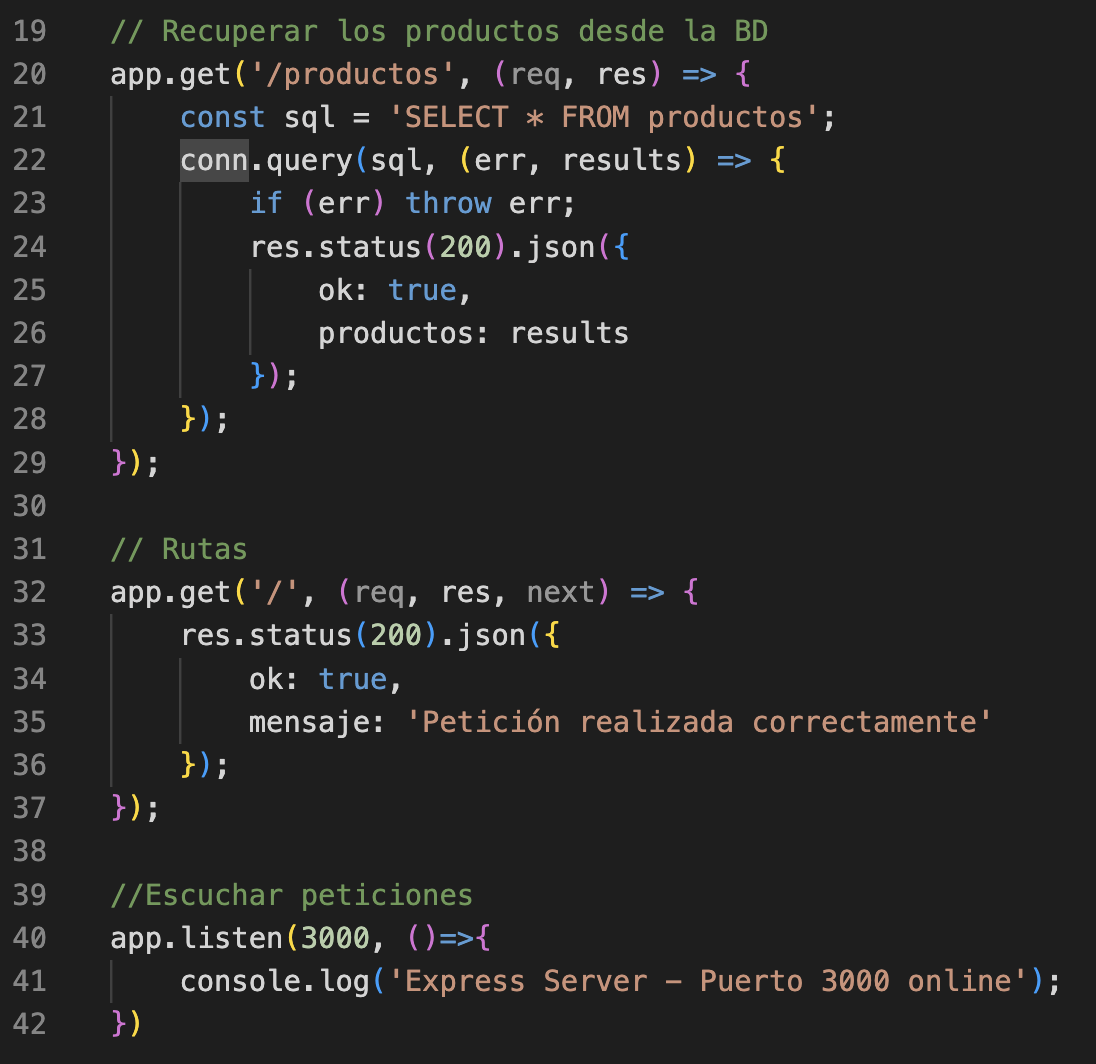 19 // Recuperar los productos desde la BD
20 app.get('/productos', (req, res) => {
21     const sql = 'SELECT * FROM productos';
22     conn.query(sql, (err, results) => {
23         if (err) throw err;
24         res.status(200).json({
25             ok: true,
26             productos: results
27         });
28     });
29 });
30
31 // Rutas
32 app.get('/', (req, res, next) => {
33     res.status(200).json({
34         ok: true,
35         mensaje: 'Petición realizada correctamente'
36     });
37 });
38
39 //Escuchar peticiones
40 app.listen(3000, ()=>{
41     console.log('Express Server – Puerto 3000 online');
42 })